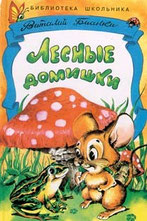 БИБЛИОТЕКА ШКОЛЬНИКА
Виталий Бианки
Лесные
домишки